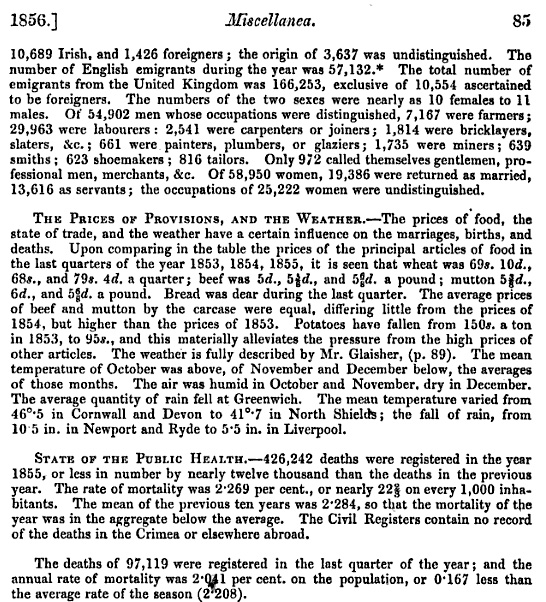 1856.] Miscellanea. 85
10,689 Irish, and 1,426 foreigners; the origin of 3,637 was undistinguished. The
number of English emigrants during the year was 57,132.* The total number of
emigrants from the United Kingdom was 166,253, exclusive of 10,554 ascertained
to be foreigners. The numbers of the two sexes were nearly as 10 females to 11
males. Of 54,902 men whose occupations were distinguished, 7,167 were farmers;
29,963 were labourers: 2,541 were carpenters or joiners; 1,814 were bricklayers,
slaters, &c.; 661 were painters, plumbers, or glaziers; 1,735 were miners; 639
smiths; 623 shoemakers; 816 tailors. Only 972 called themselves gentlemen, pro-
fessional men, merchants, &c. Of 58,950 women, 19,386 were returned as married,
13,616 as servants; the occupations of 25,222 women were undistinguished.
THE PRICES OF PROVISIONS, AND THE WEATHER.—The prices of food, the
state of trade, and the weather have a certain influence on the marriages, births, and
deaths. Upon comparing in the table the prices of the principal articles of food in
the last quarters of the year 1853, 1854, 1855, it is seen that wheat was 69s. 10d.,
68s., and 79s. 4d. a quarter; beef was 5d., and a pound; mutton
6d., and a pound. Bread was dear during the last quarter. The average prices
of beef and mutton by the carcase were equal, differing little from the prices of
1854, but higher than the prices of 1853. Potatoes have fallen from 150s. a ton
in 1853, to 95s., and this materially alleviates the pressure from the high prices of
other articles. The weather is fully described by Mr. Glaisher, (p. 89). The mean
temperature of October was above, of November and December below, the averages
of those months. The air was humid in October and November, dry in December.
The average quantity of rain fell at Greenwich. The mean temperature varied from
46°·5 in Cornwall and Devon to 41°·7 in North Shields; the fall of rain, from
10·5 in. in Newport and Ryde to 5·5 in. in Liverpool.
STATE OF THE PUBLIC HEALTH.—426,242 deaths were registered in the year
1855, or less in number by nearly twelve thousand than the deaths in the previous
year. The rate of mortality was 2·269 per cent., or nearly on every 1,000 inha-
bitants. The mean of the previous ten years was 2·284, so that the mortality of the
year was in the aggregate below the average. The Civil Registers contain no record
of the deaths in the Crimea or elsewhere abroad.
The deaths of 97,119 were registered in the last quarter of the year; and the
annual rate of mortality was 2·041 per cent. on the population, or 0·167 less than
the average rate of the season (2·208).